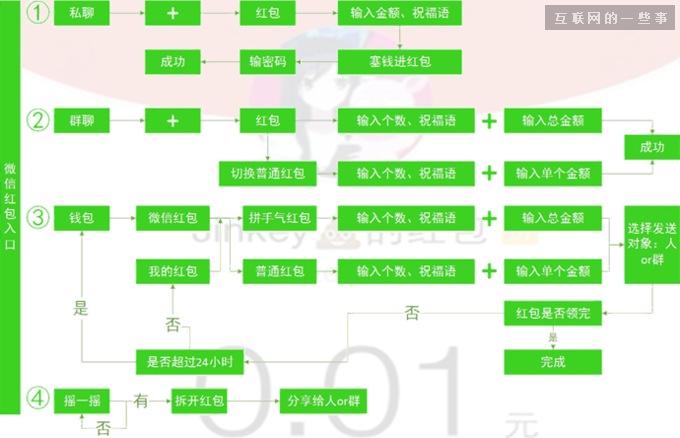 互联网的一些事
微信红包入口
① 私聊 + 红包 输入金额、祝福语
成功 输密码 塞钱进红包
② 群聊 + 红包 输入个数、祝福语 + 输入总金额
成功
切换普通红包 输入个数、祝福语 + 输入单个金额
③ 钱包 微信红包 拼手气红包 输入个数、祝福语 + 输入总金额
选择发送
对象：人
or群
Jinkey 的红包
我的红包 普通红包 输入个数、祝福语 + 输入单个金额
是 否 否 红包是否领完
是
是否超过24小时 完成
0.01
元
④ 摇一摇 有 拆开红包 分享给人or群
否